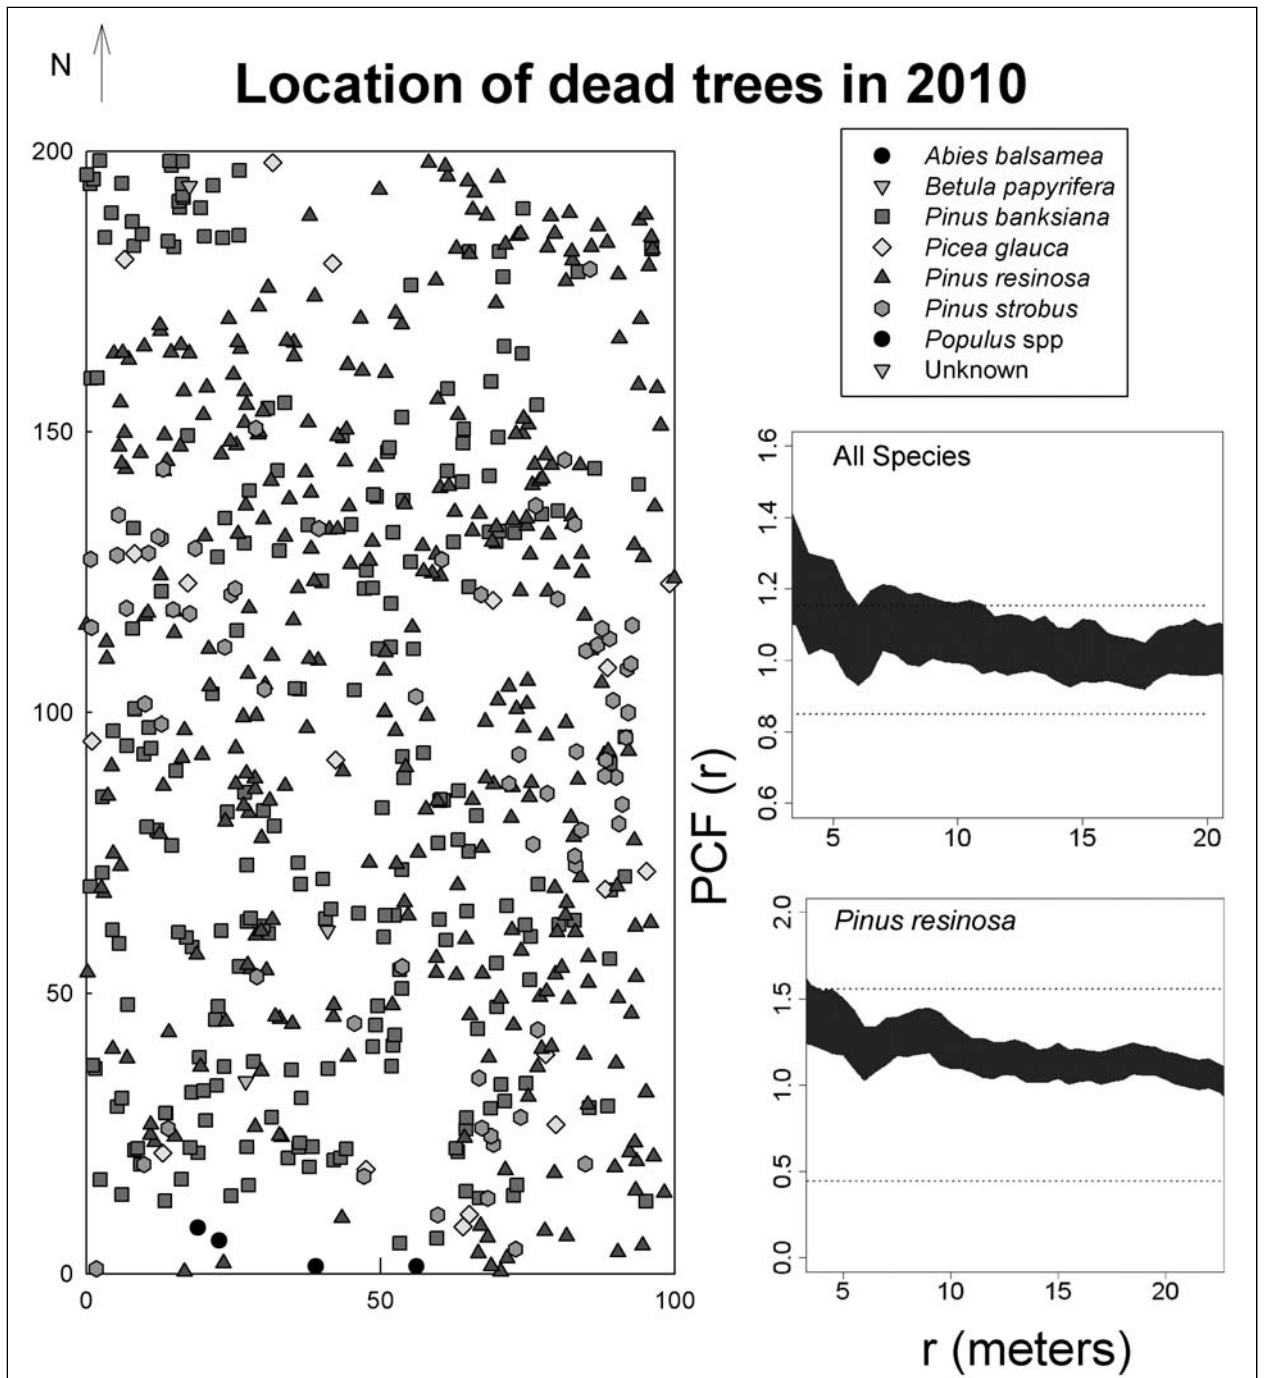 N
Location of dead trees in 2010
200
150
100
50
0
0
50
100
Abies balsamea
Betula papyrifera
Pinus banksiana
Picea glauca
Pinus resinosa
Pinus strobus
Populus spp
Unknown
PCF (r)
All Species
1.6
1.4
1.2
1.0
0.8
0.6
5
10
15
20
Pinus resinosa
2.0
1.5
1.0
0.5
0.0
5
10
15
20
r (meters)